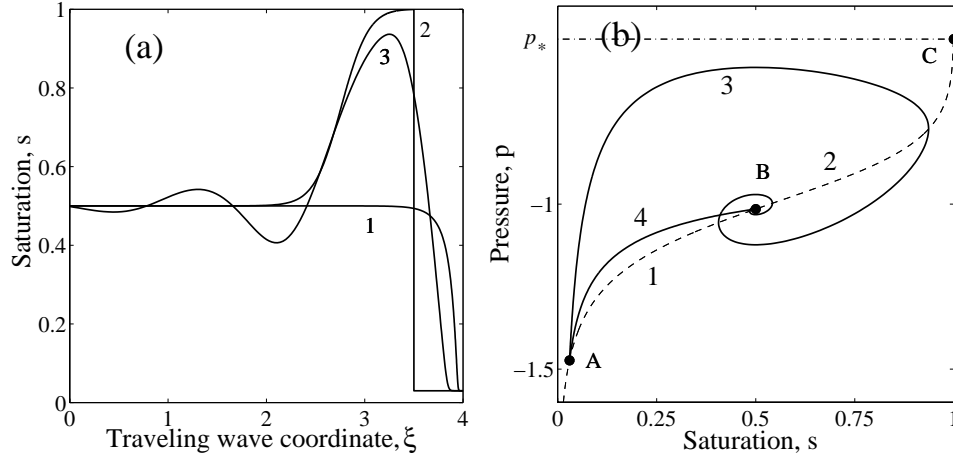 (a)
Saturation, s
1
0.8
0.6
0.4
0.2
0
0
1
2
3
4
1
2
3
Traveling wave coordinate, ξ
(b)
Pressure, p
p*
−1
−1.5
0
0.25
0.5
0.75
1
C
3
2
B
4
1
A
Saturation, s